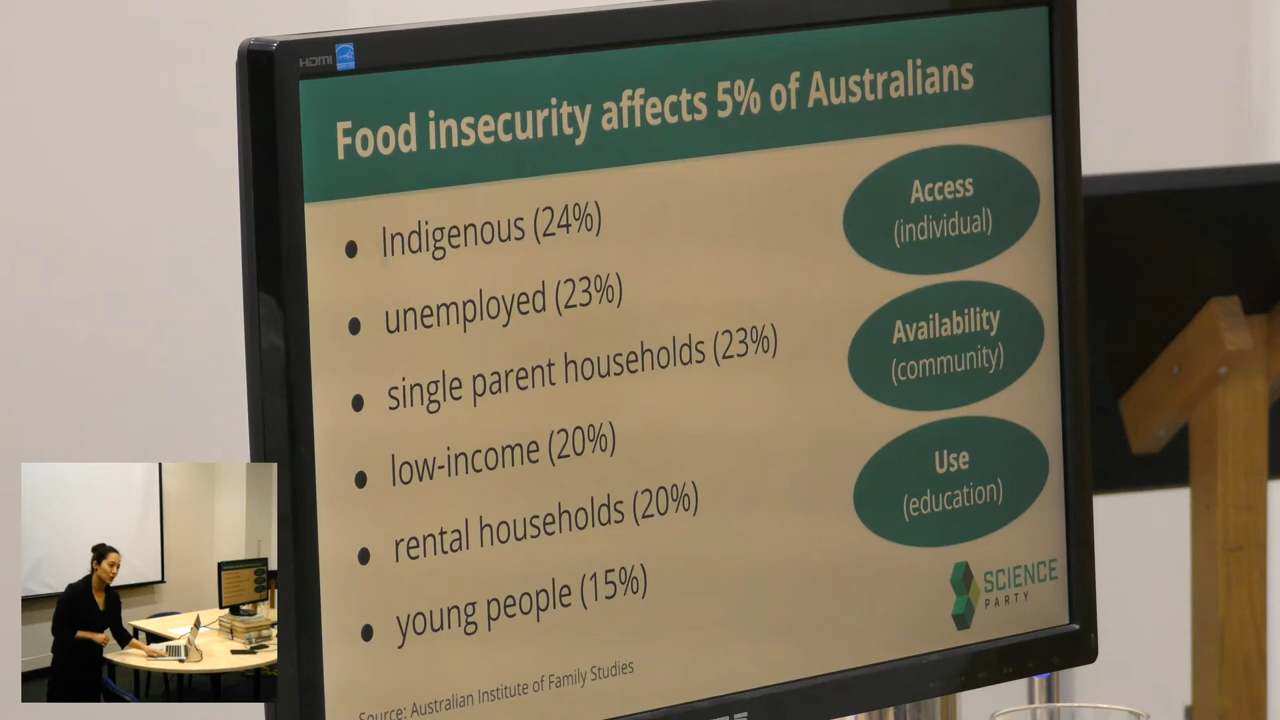 HDMI
Food insecurity affects 5% of Australians
• Indigenous (24%)
• unemployed (23%)
• single parent households (23%)
• low-income (20%)
• rental households (20%)
• young people (15%)
Source: Australian Institute of Family Studies
Access
(individual)
Availability
(community)
Use
(education)
SCIENCE
PARTY